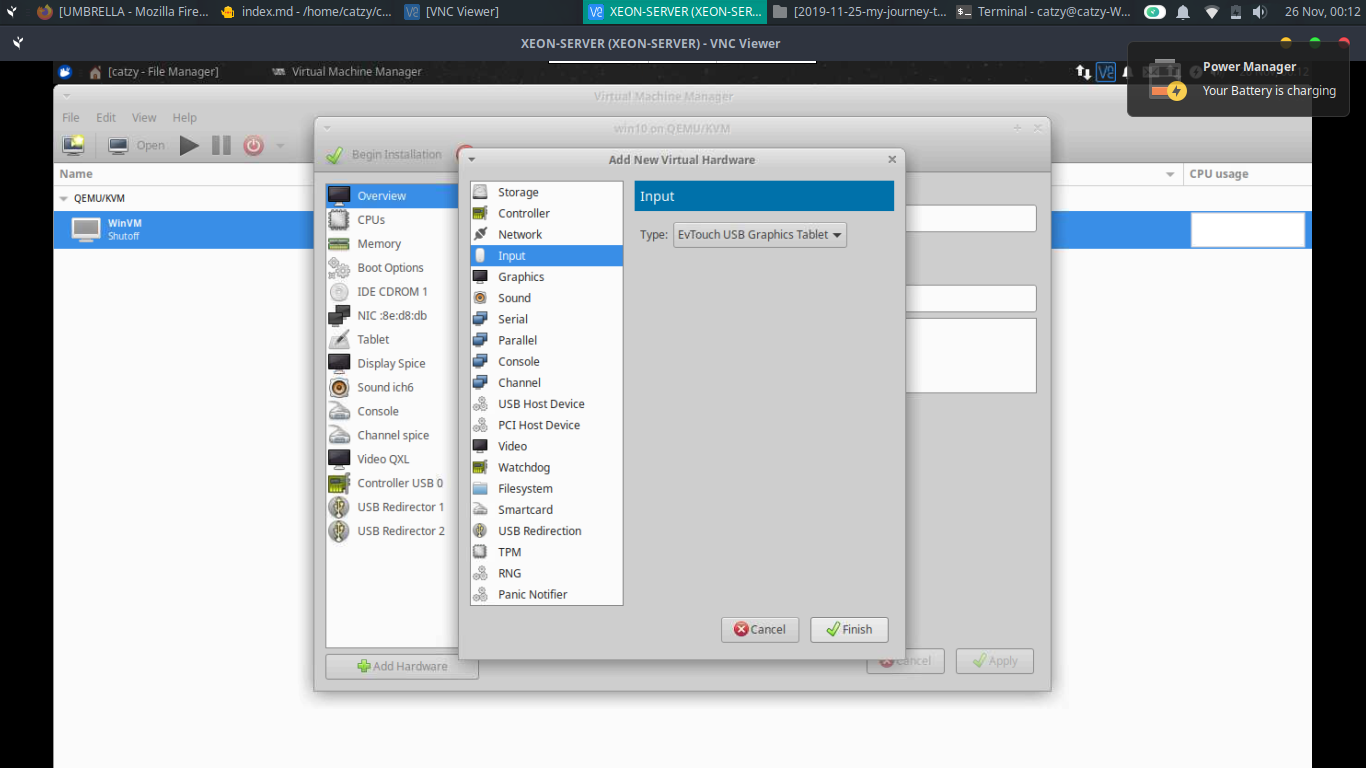 [UMBRELLA - Mozilla Fire...
index.md - /home/catzy/c...
[VNC Viewer]
XEON-SERVER (XEON-SER...
[2019-11-25-my-journey-t...
Terminal - catzy@catzy-W...
26 Nov, 00:12
XEON-SERVER (XEON-SERVER) - VNC Viewer
Power Manager
Your Battery is charging
[catzy - File Manager]
Virtual Machine Manager
Virtual Machine Manager
File Edit View Help
Open
Name
CPU usage
QEMU/KVM
WinVM
Shutoff
win10 on QEMU/KVM
Begin Installation
Overview
CPUs
Memory
Boot Options
IDE CDROM 1
NIC :8e:d8:db
Tablet
Display Spice
Sound ich6
Console
Channel spice
Video QXL
Controller USB 0
USB Redirector 1
USB Redirector 2
Add Hardware
Cancel
Apply
Add New Virtual Hardware
Storage
Controller
Network
Input
Graphics
Sound
Serial
Parallel
Console
Channel
USB Host Device
PCI Host Device
Video
Watchdog
Filesystem
Smartcard
USB Redirection
TPM
RNG
Panic Notifier
Input
Type: EvTouch USB Graphics Tablet
Cancel
Finish